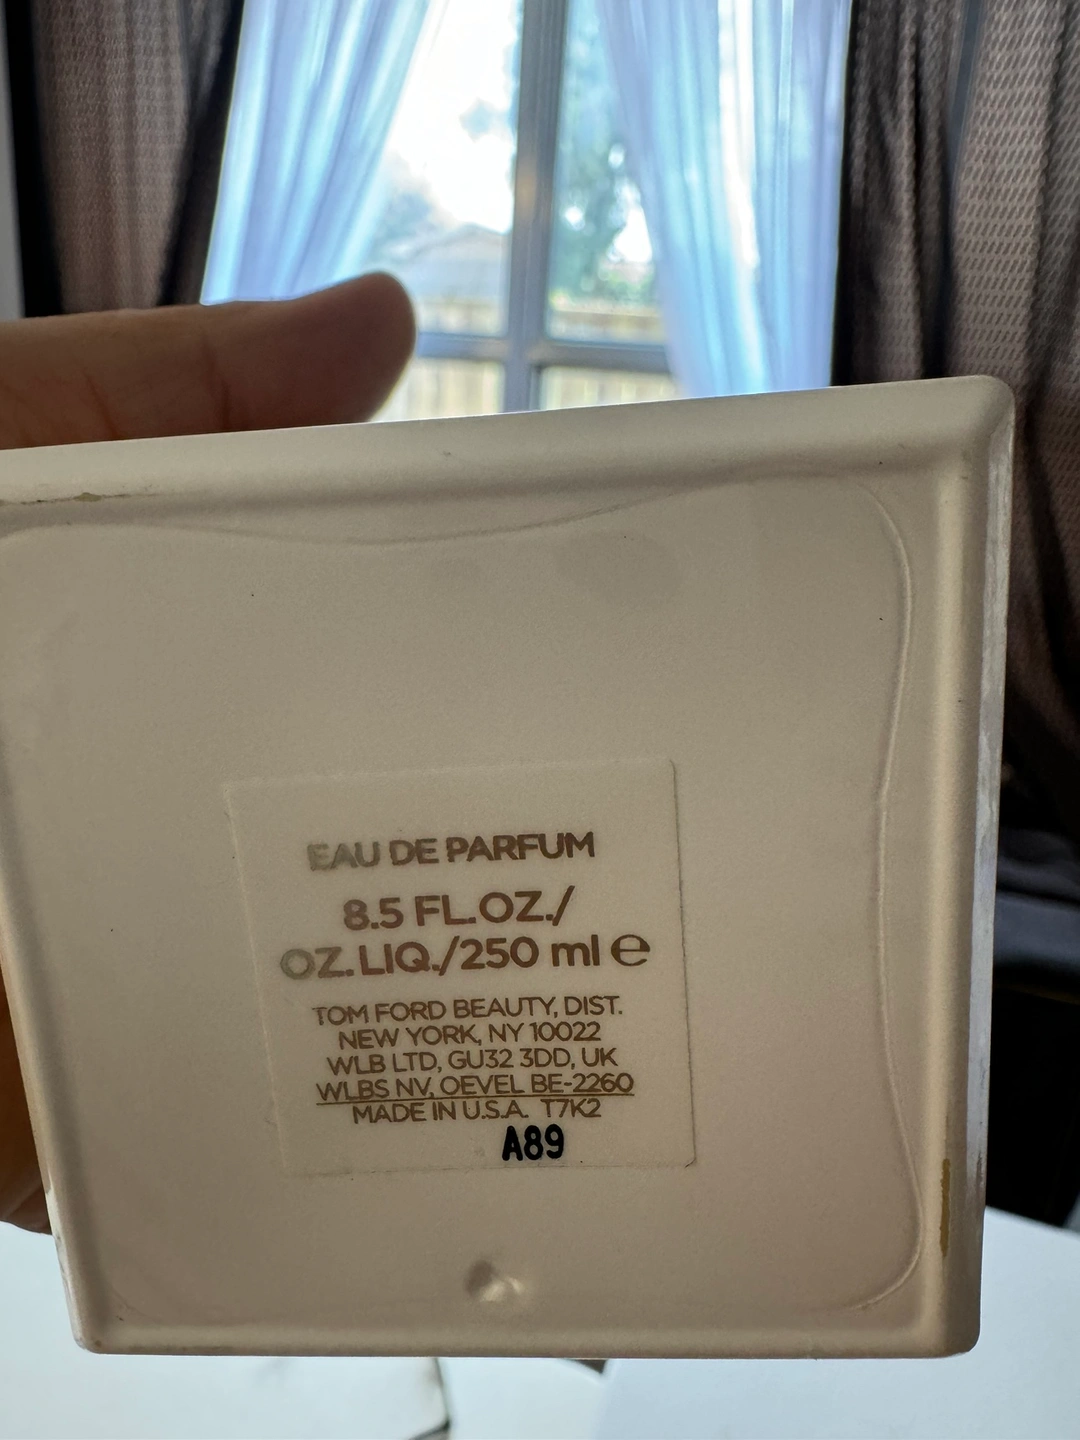 EAU DE PARFUM
8.5 FL.OZ./
OZ.LIQ./250 ml ℮
TOM FORD BEAUTY, DIST.
NEW YORK, NY 10022
WLB LTD, GU32 3DD, UK
WLBS NV, OEVEL BE-2260
MADE IN U.S.A. T7K2
A89